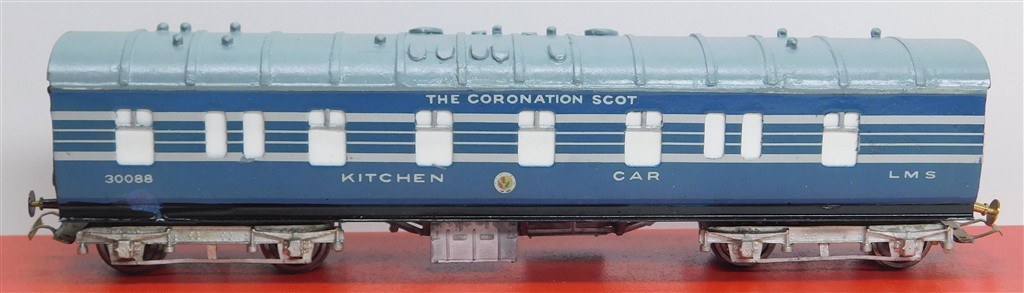 THE CORONATION SCOT
30088 KITCHEN CAR LMS